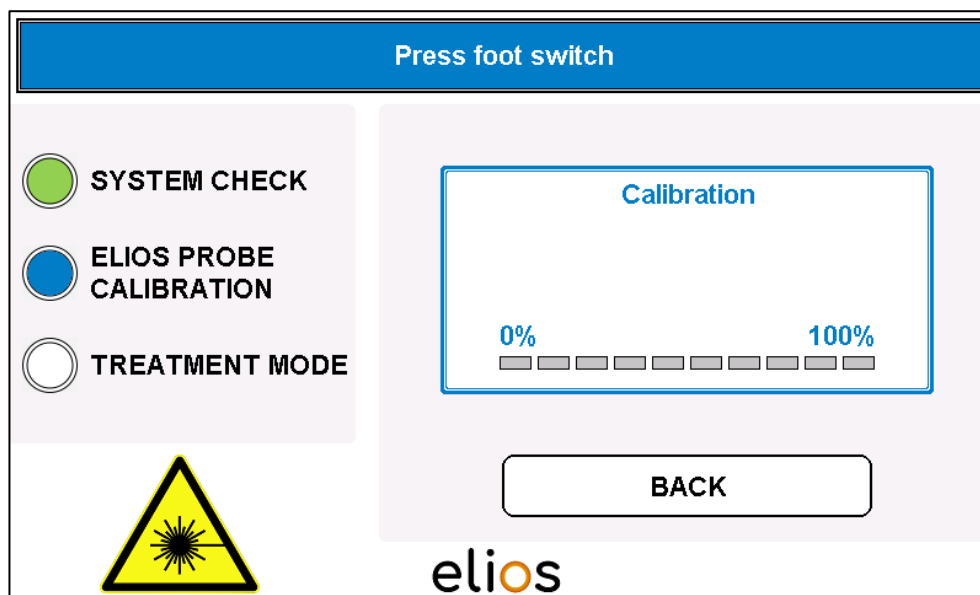 Press foot switch
SYSTEM CHECK
ELIOS PROBE
CALIBRATION
TREATMENT MODE
Calibration
0% 100%
BACK
elios